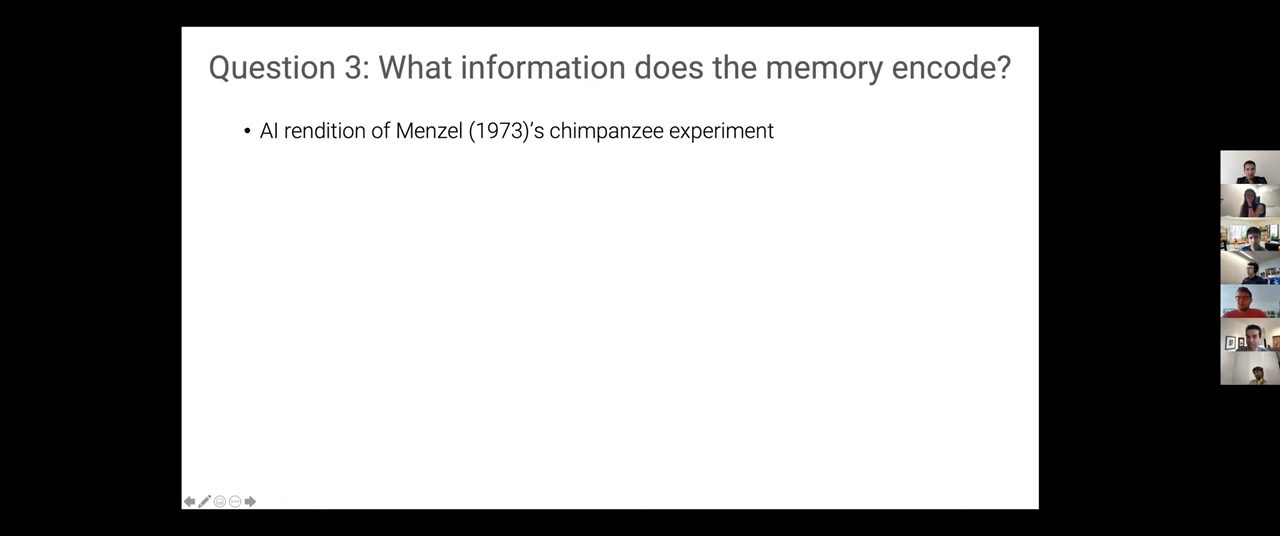 Question 3: What information does the memory encode?
• AI rendition of Menzel (1973)'s chimpanzee experiment